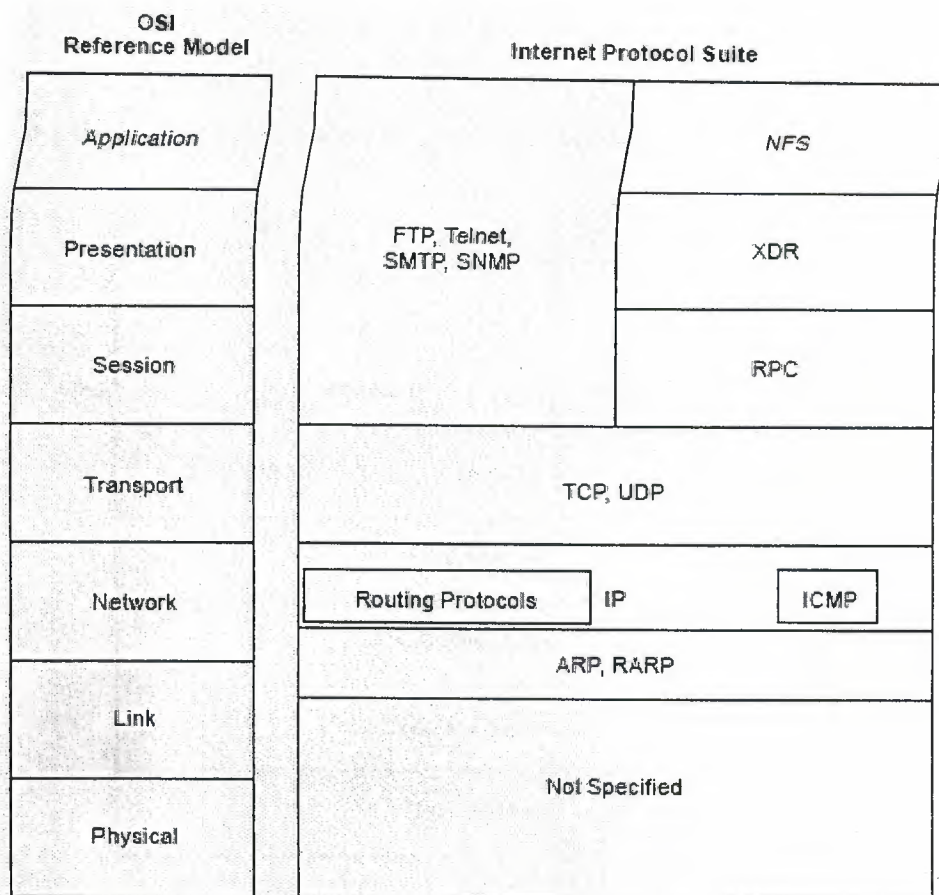 OSI
Reference Model
Internet Protocol Suite
Application
Presentation
Session
Transport
Network
Link
Physical
FTP, Telnet,
SMTP, SNMP
NFS
XDR
RPC
TCP, UDP
Routing Protocols
IP
ICMP
ARP, RARP
Not Specified